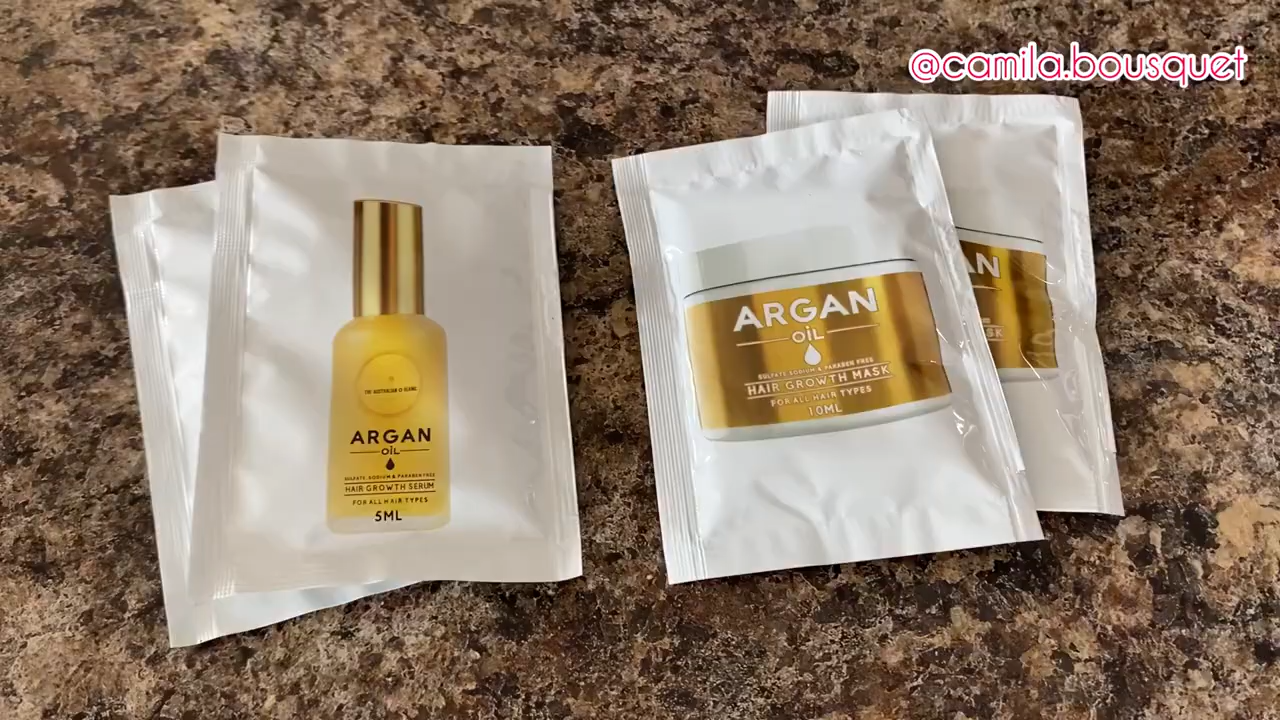 @camila.bousquet
ARGAN
OIL
SULFATE, SODIUM & PARABEN FREE
HAIR GROWTH SERUM
FOR ALL HAIR TYPES
5ML
ARGAN
OIL
SULFATE, SODIUM & PARABEN FREE
HAIR GROWTH MASK
FOR ALL HAIR TYPES
10ML
AN